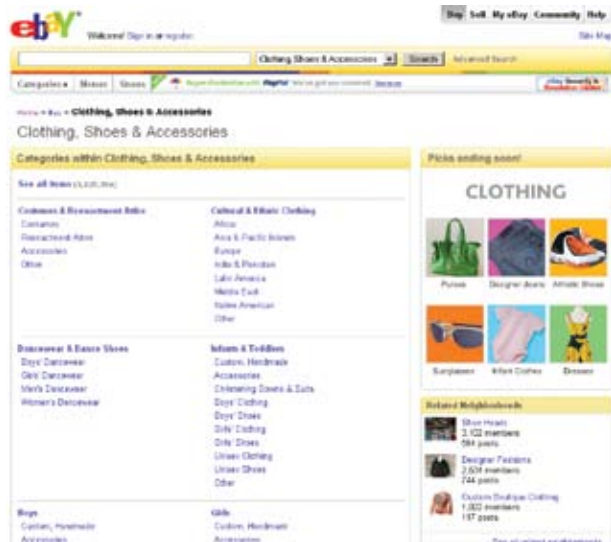 ebay
Buy Sell My eBay Community Help
Welcome! Sign in or register.
Site Map
Clothing, Shoes & Accessories Search Advanced Search
Categories Motors Stores
Home > Buy > Clothing, Shoes & Accessories
Clothing, Shoes & Accessories
Categories within Clothing, Shoes & Accessories
See all items
Costumes & Reenactment Attire
Costumes
Reenactment Attire
Accessories
Other
Cultural & Ethnic Clothing
Africa
Asia & Pacific Islands
Europe
India & Pakistan
Latin America
Middle East
Native American
Other
Dancewear & Dance Shoes
Boys' Dancewear
Girls' Dancewear
Men's Dancewear
Women's Dancewear
Infants & Toddlers
Custom, Handmade
Accessories
Christening Gowns & Suits
Boys' Clothing
Boys' Shoes
Girls' Clothing
Girls' Shoes
Unisex Clothing
Unisex Shoes
Other
Boys
Custom, Handmade
Accessories
Girls
Custom, Handmade
Accessories
Picks ending soon!
CLOTHING
Purses Designer Jeans Athletic Shoes
Sunglasses Infant Clothes Dresses
Related Neighborhoods
Shoe Heads
members
posts
Designer Fashions
members
744 posts
Custom Boutique Clothing
members
197 posts